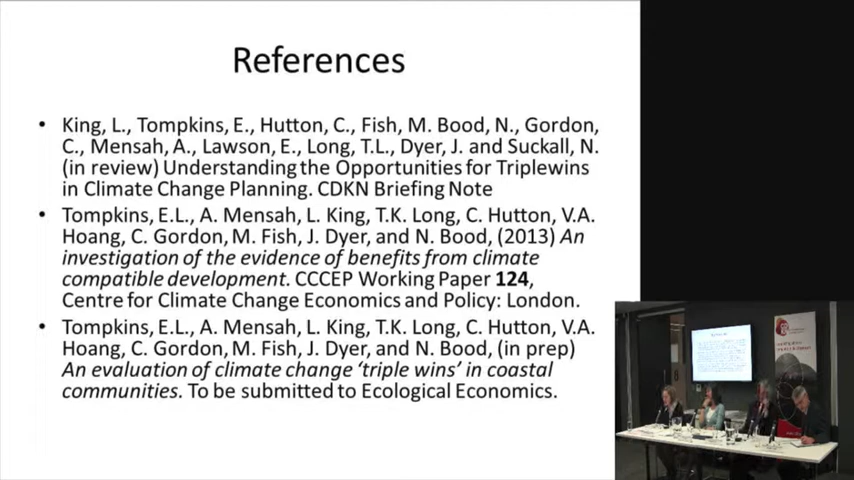 References
• King, L., Tompkins, E., Hutton, C., Fish, M. Bood, N., Gordon,
C., Mensah, A., Lawson, E., Long, T.L., Dyer, J. and Suckall, N.
(in review) Understanding the Opportunities for Triplewins
in Climate Change Planning. CDKN Briefing Note
• Tompkins, E.L., A. Mensah, L. King, T.K. Long, C. Hutton, V.A.
Hoang, C. Gordon, M. Fish, J. Dyer, and N. Bood, (2013) An
investigation of the evidence of benefits from climate
compatible development. CCCEP Working Paper 124,
Centre for Climate Change Economics and Policy: London.
• Tompkins, E.L., A. Mensah, L. King, T.K. Long, C. Hutton, V.A.
Hoang, C. Gordon, M. Fish, J. Dyer, and N. Bood, (in prep)
An evaluation of climate change ‘triple wins’ in coastal
communities. To be submitted to Ecological Economics.